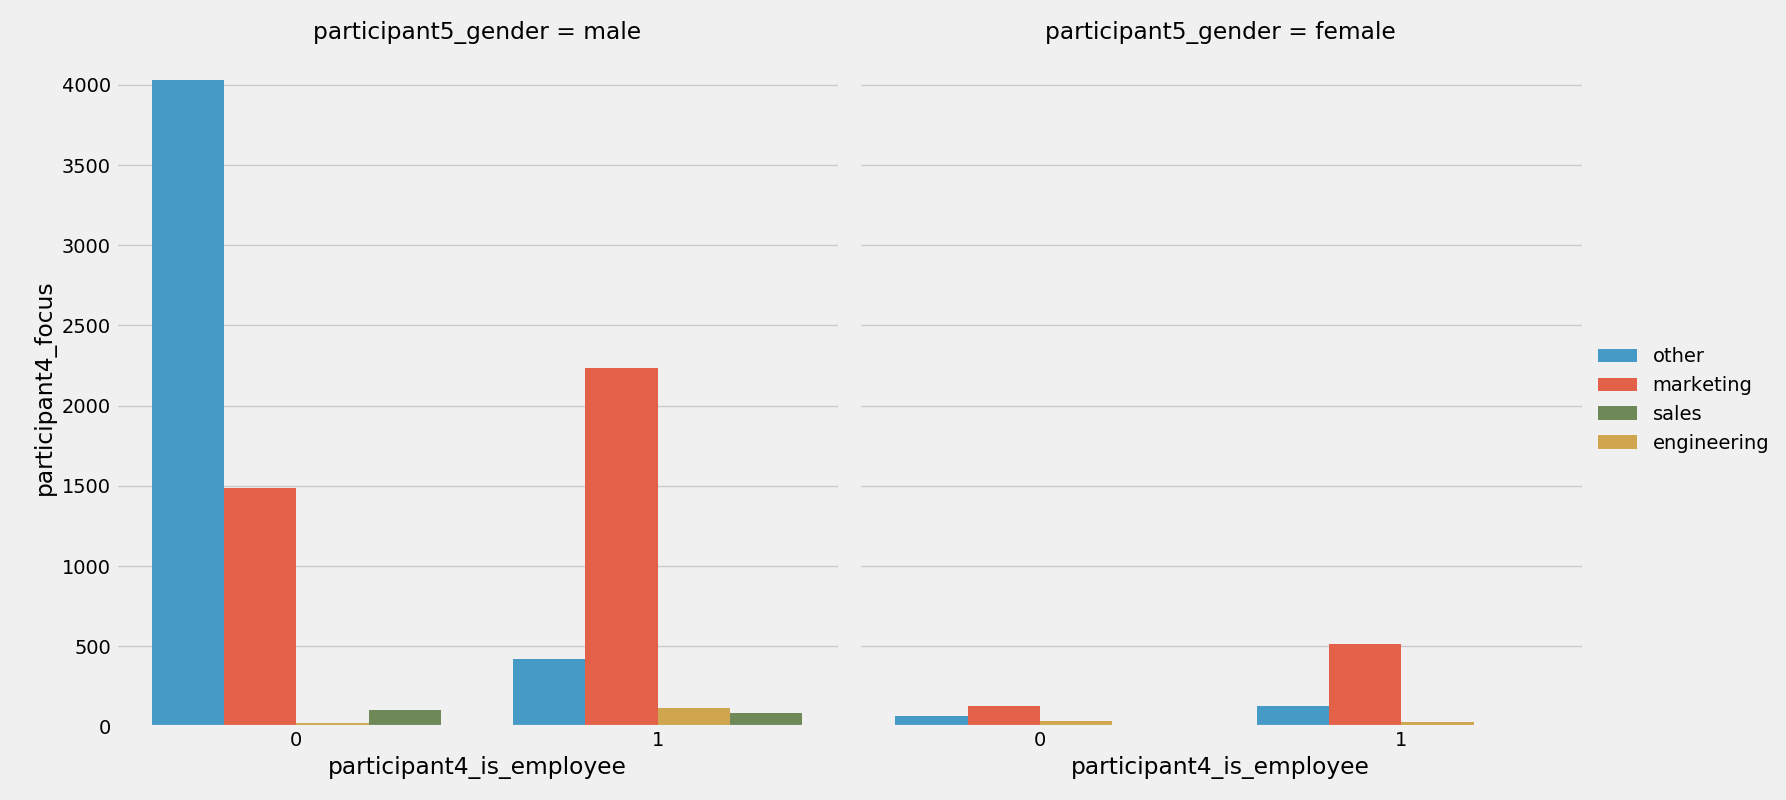 participant5_gender = male
participant5_gender = female
participant4_focus
4000
3500
3000
2500
2000
1500
1000
500
0
0
1
0
1
participant4_is_employee
participant4_is_employee
other
marketing
sales
engineering